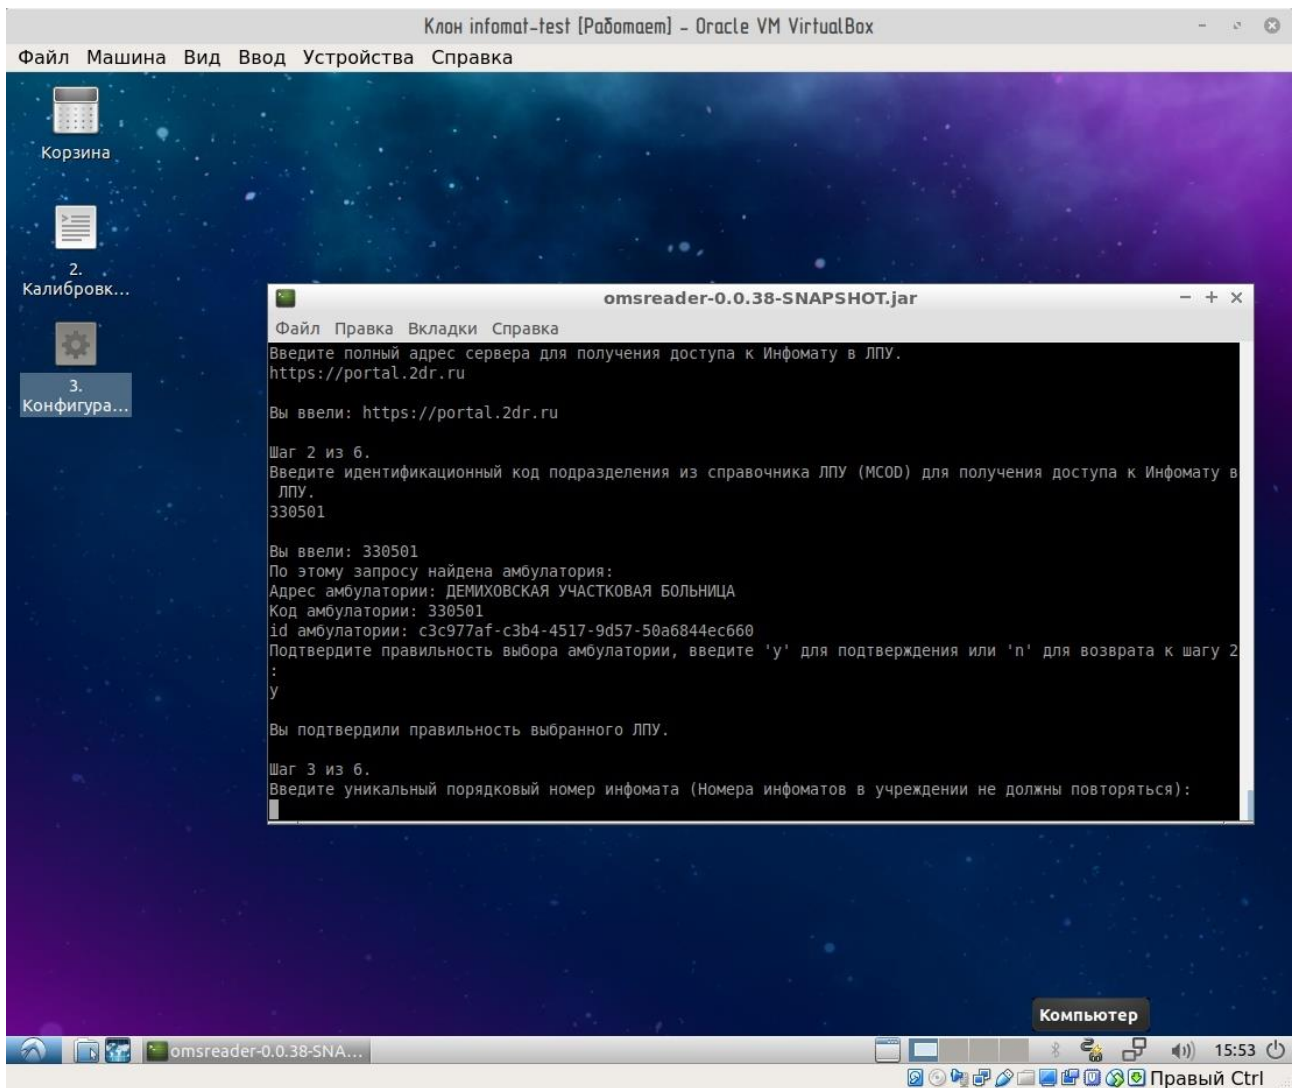 Клон infomat-test [Работает] - Oracle VM VirtualBox
Файл Машина Вид Ввод Устройства Справка
Корзина
2.
Калибровк...
3.
Конфигура...
omsreader-0.0.38-SNAPSHOT.jar
Файл Правка Вкладки Справка
Введите полный адрес сервера для получения доступа к Инфомату в ЛПУ.
https://portal.2dr.ru
Вы ввели: https://portal.2dr.ru
Шаг 2 из 6.
Введите идентификационный код подразделения из справочника ЛПУ (MCOD) для получения доступа к Инфомату в
ЛПУ.
330501
Вы ввели: 330501
По этому запросу найдена амбулатория:
Адрес амбулатории: ДЕМИХОВСКАЯ УЧАСТКОВАЯ БОЛЬНИЦА
Код амбулатории: 330501
id амбулатории: c3c977af-c3b4-4517-9d57-50a6844ec660
Подтвердите правильность выбора амбулатории, введите 'y' для подтверждения или 'n' для возврата к шагу 2
:
y
Вы подтвердили правильность выбранного ЛПУ.
Шаг 3 из 6.
Введите уникальный порядковый номер инфомата (Номера инфоматов в учреждении не должны повторяться):
Компьютер
omsreader-0.0.38-SNA...
15:53
Правый Ctrl